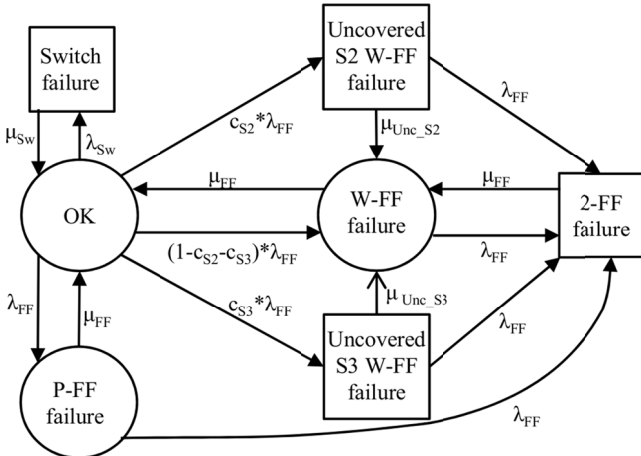 Uncovered
S2 W-FF
failure
Switch
failure
λFF
μSw
λSw
cS2*λFF
μUnc_S2
μFF
μFF
OK
W-FF
failure
2-FF
failure
(1-cS2-cS3)*λFF
λFF
λFF
μFF
cS3*λFF
μ Unc_S3
λFF
Uncovered
S3 W-FF
failure
P-FF
failure
λFF